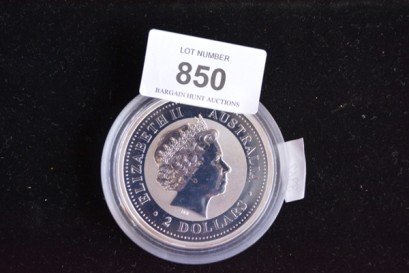 LOT NUMBER
850
BARGAIN HUNT AUCTIONS
ELIZABETH II AUSTRALIA
2 DOLLARS